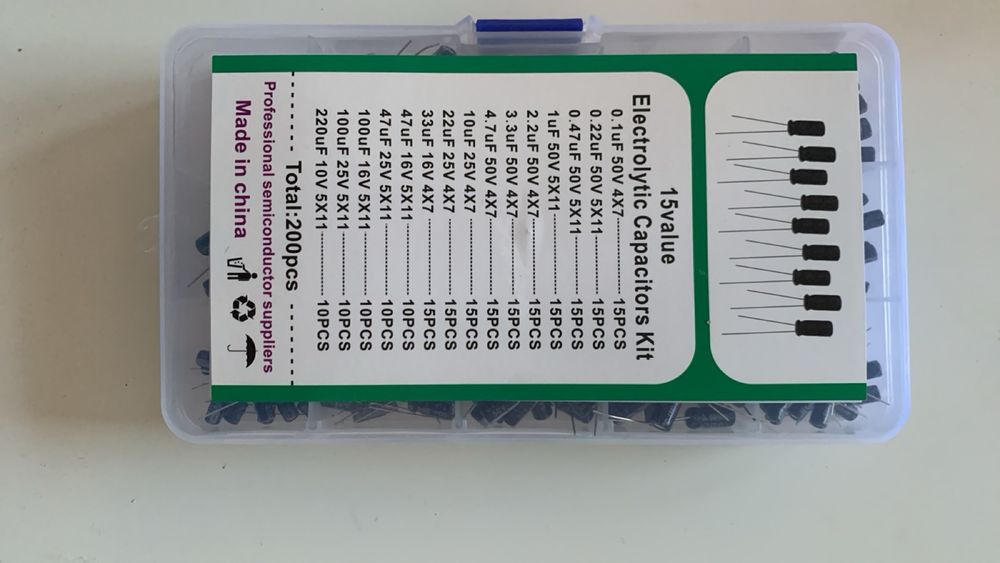 15value
Electrolytic Capacitors Kit
0.1uF 50V 4X7 15PCS
0.22uF 50V 5X11 15PCS
0.47uF 50V 5X11 15PCS
1uF 50V 5X11 15PCS
2.2uF 50V 4X7 15PCS
3.3uF 50V 4X7 15PCS
4.7uF 50V 4X7 15PCS
10uF 25V 4X7 15PCS
22uF 25V 4X7 15PCS
33uF 16V 4X7 15PCS
47uF 16V 5X11 10PCS
47uF 25V 5X11 10PCS
100uF 16V 5X11 10PCS
100uF 25V 5X11 10PCS
220uF 10V 5X11 10PCS
Total:200pcs
Professional semiconductor suppliers
Made in china